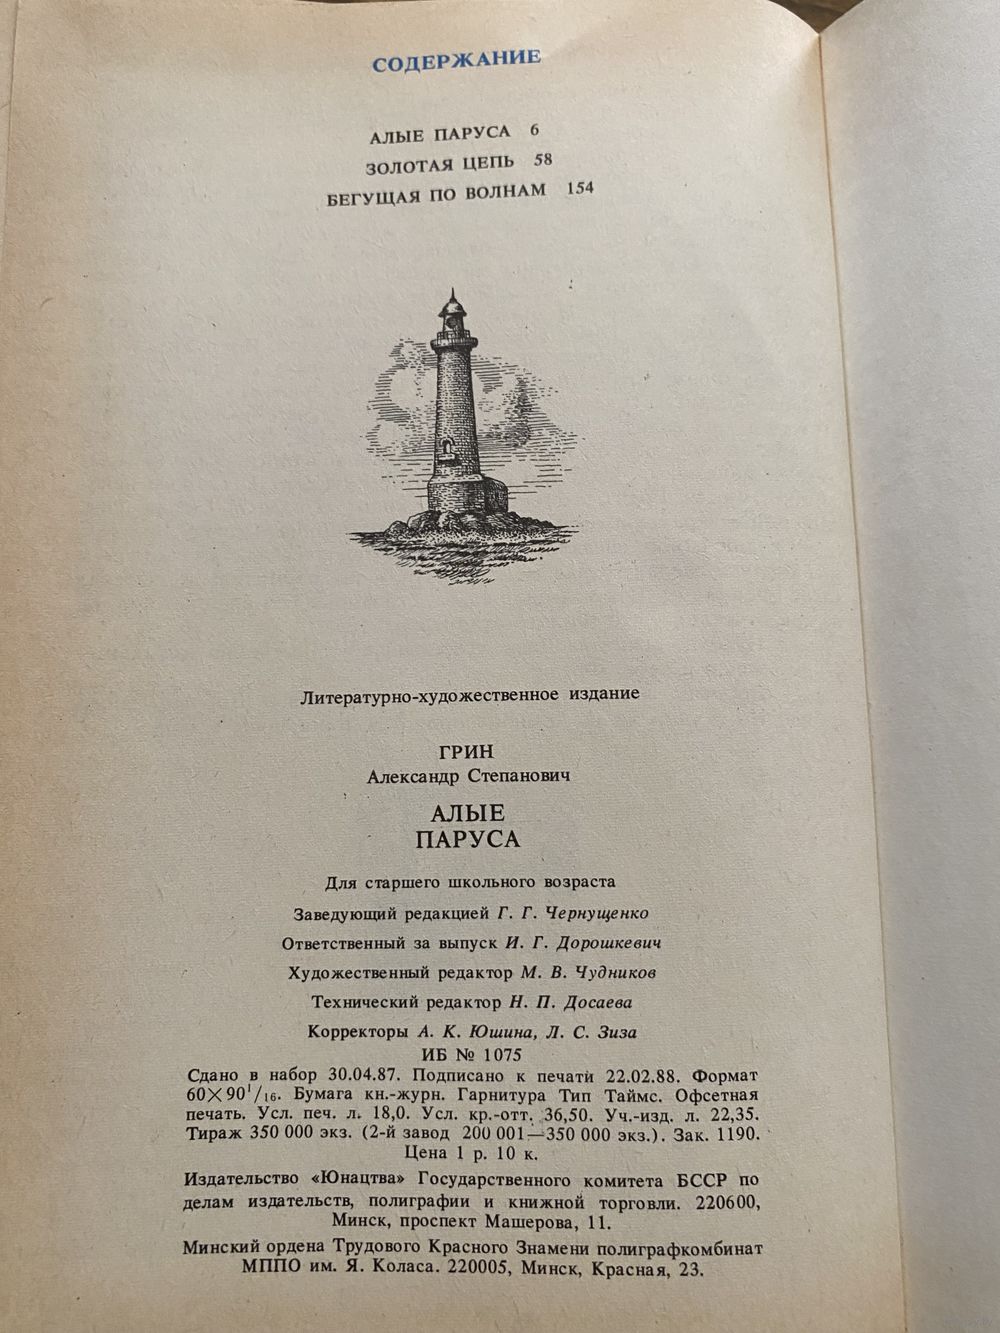 СОДЕРЖАНИЕ
АЛЫЕ ПАРУСА 6
ЗОЛОТАЯ ЦЕПЬ 58
БЕГУЩАЯ ПО ВОЛНАМ 154
Литературно-художественное издание
ГРИН
Александр Степанович
АЛЫЕ
ПАРУСА
Для старшего школьного возраста
Заведующий редакцией Г. Г. Чернущенко
Ответственный за выпуск И. Г. Дорошкевич
Художественный редактор М. В. Чудников
Технический редактор Н. П. Досаева
Корректоры А. К. Юшина, Л. С. Зиза
ИБ № 1075
Сдано в набор 30.04.87. Подписано к печати 22.02.88. Формат
60×90¹/₁₆. Бумага кн.-журн. Гарнитура Тип Таймс. Офсетная
печать. Усл. печ. л. 18,0. Усл. кр.-отт. 36,50. Уч.-изд. л. 22,35.
Тираж 350 000 экз. (2-й завод 200 001—350 000 экз.). Зак. 1190.
Цена 1 р. 10 к.
Издательство «Юнацтва» Государственного комитета БССР по
делам издательств, полиграфии и книжной торговли. 220600,
Минск, проспект Машерова, 11.
Минский ордена Трудового Красного Знамени полиграфкомбинат
МППО им. Я. Коласа. 220005, Минск, Красная, 23.